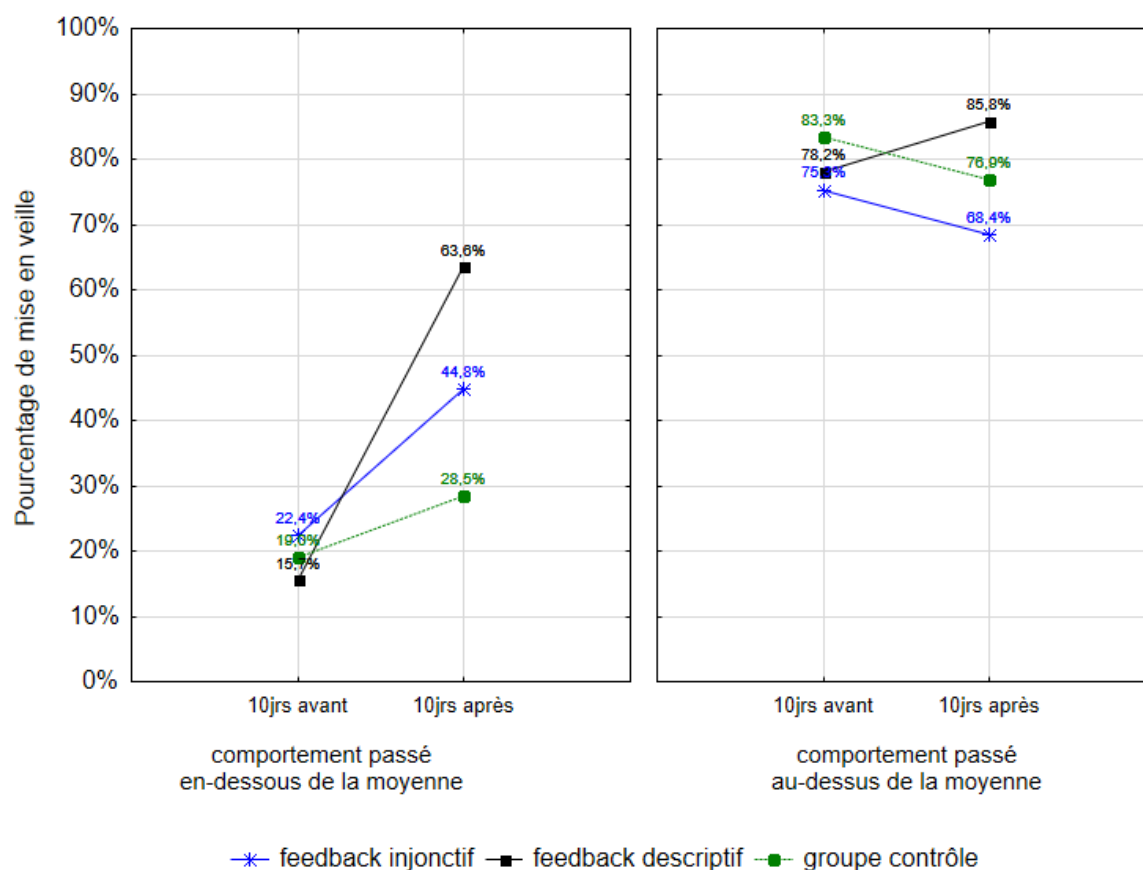 Pourcentage de mise en veille
100%
90%
80%
70%
60%
50%
40%
30%
20%
10%
0%
22,4%
15,7%
63,6%
44,8%
28,5%
10jrs avant
10jrs après
comportement passé
en-dessous de la moyenne
83,3%
78,2%
85,8%
76,9%
68,4%
10jrs avant
10jrs après
comportement passé
au-dessus de la moyenne
feedback injonctif
feedback descriptif
groupe contrôle